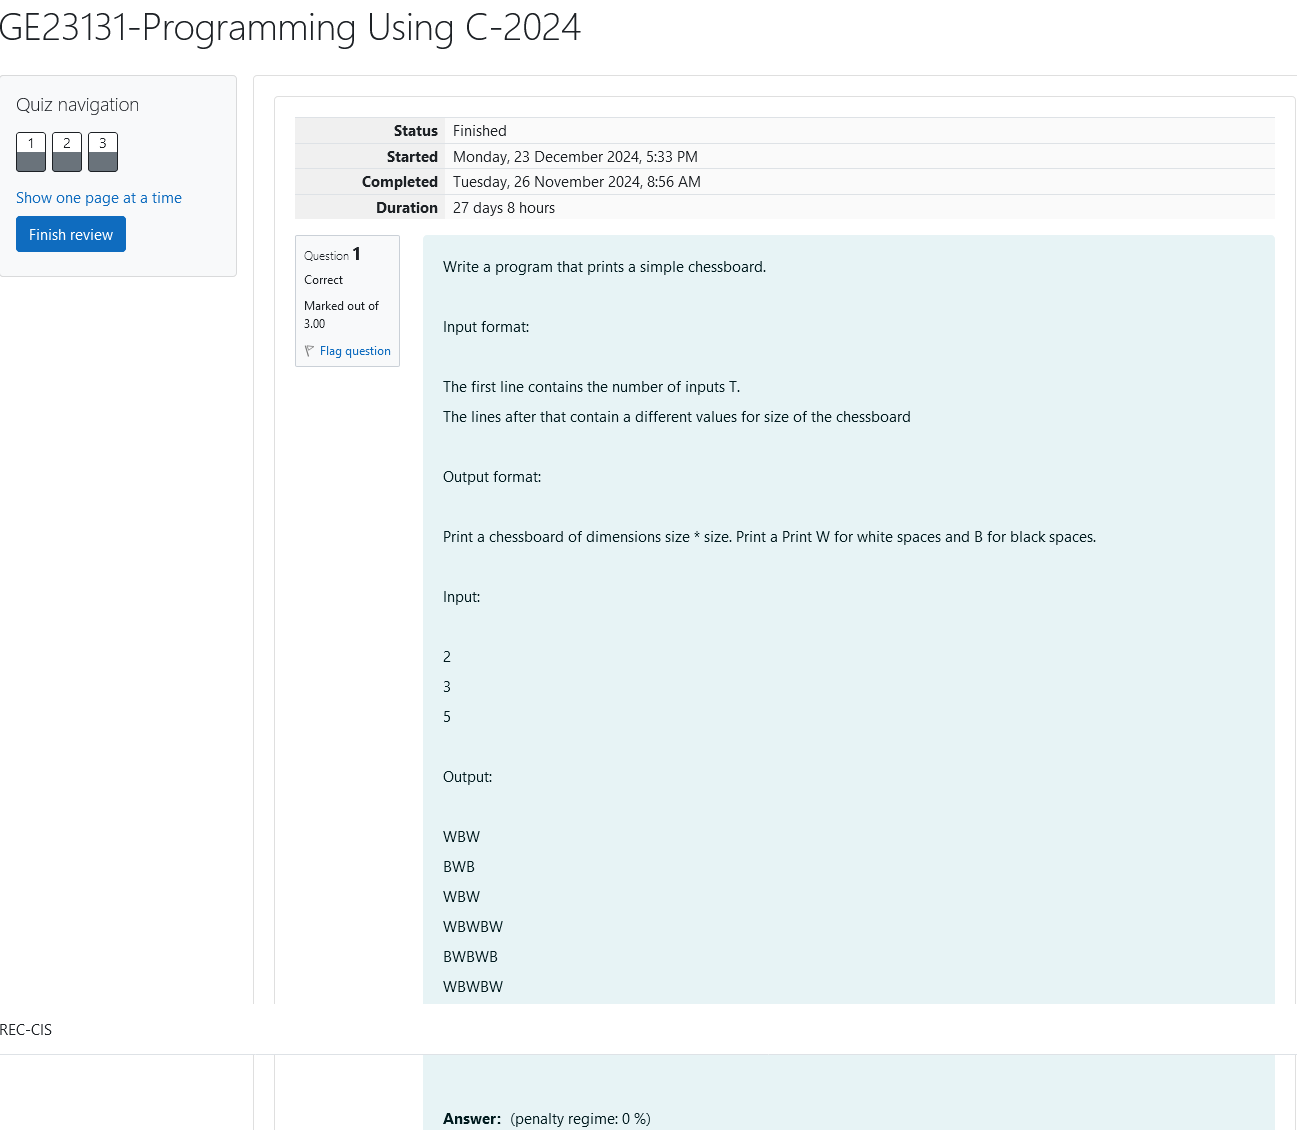 GE23131-Programming Using C-2024
Quiz navigation
1 2 3
Show one page at a time
Finish review
Status Finished
Started Monday, 23 December 2024, 5:33 PM
Completed Tuesday, 26 November 2024, 8:56 AM
Duration 27 days 8 hours
Question 1
Correct
Marked out of
3.00
Flag question
Write a program that prints a simple chessboard.
Input format:
The first line contains the number of inputs T.
The lines after that contain a different values for size of the chessboard
Output format:
Print a chessboard of dimensions size * size. Print a Print W for white spaces and B for black spaces.
Input:
2
3
5
Output:
WBW
BWB
WBW
WBWBW
BWBWB
WBWBW
REC-CIS
Answer: (penalty regime: 0 %)